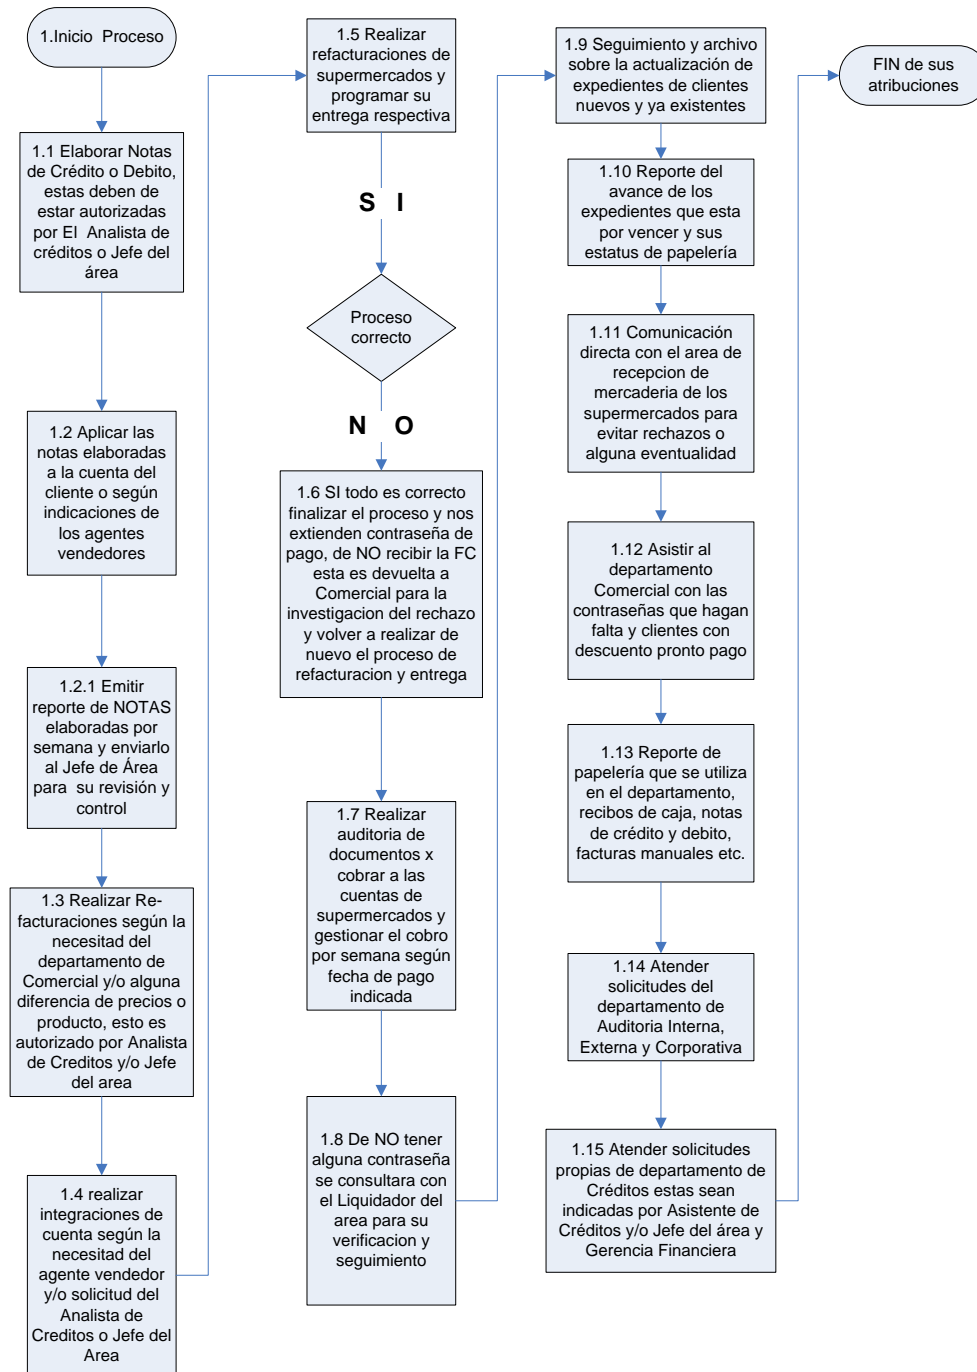 1.Inicio  Proceso
1.1 Elaborar Notas
de Crédito o Debito,
estas deben de
estar autorizadas
por El  Analista de
créditos o Jefe del
área
1.2 Aplicar las
notas elaboradas
a la cuenta del
cliente o según
indicaciones de
los agentes
vendedores
1.2.1 Emitir
reporte de NOTAS
elaboradas por
semana y enviarlo
al Jefe de Área
para  su revisión y
control
1.3 Realizar Re-
facturaciones según la
necesitad del
departamento de
Comercial y/o alguna
diferencia de precios o
producto, esto es
autorizado por Analista
de Creditos y/o Jefe
del area
1.4 realizar
integraciones de
cuenta según la
necesitad del
agente vendedor
y/o solicitud del
Analista de
Creditos o Jefe del
Area
1.5 Realizar
refacturaciones de
supermercados y
programar su
entrega respectiva
S I
Proceso
correcto
N O
1.6 SI todo es correcto
finalizar el proceso y nos
extienden contraseña de
pago, de NO recibir la FC
esta es devuelta a
Comercial para la
investigacion del rechazo
y volver a realizar de
nuevo el proceso de
refacturacion y entrega
1.7 Realizar
auditoria de
documentos x
cobrar a las
cuentas de
supermercados y
gestionar el cobro
por semana según
fecha de pago
indicada
1.8 De NO tener
alguna contraseña
se consultara con
el Liquidador del
area para su
verificacion y
seguimiento
1.9 Seguimiento y archivo
sobre la actualización de
expedientes de clientes
nuevos y ya existentes
1.10 Reporte del
avance de los
expedientes que esta
por vencer y sus
estatus de papelería
1.11 Comunicación
directa con el area de
recepcion de
mercaderia de los
supermercados para
evitar rechazos o
alguna eventualidad
1.12 Asistir al
departamento
Comercial con las
contraseñas que hagan
falta y clientes con
descuento pronto pago
1.13 Reporte de
papelería que se utiliza
en el departamento,
recibos de caja, notas
de crédito y debito,
facturas manuales etc.
1.14 Atender
solicitudes del
departamento de
Auditoria Interna,
Externa y Corporativa
1.15 Atender solicitudes
propias de departamento de
Créditos estas sean
indicadas por Asistente de
Créditos y/o Jefe del área y
Gerencia Financiera
FIN de sus
atribuciones